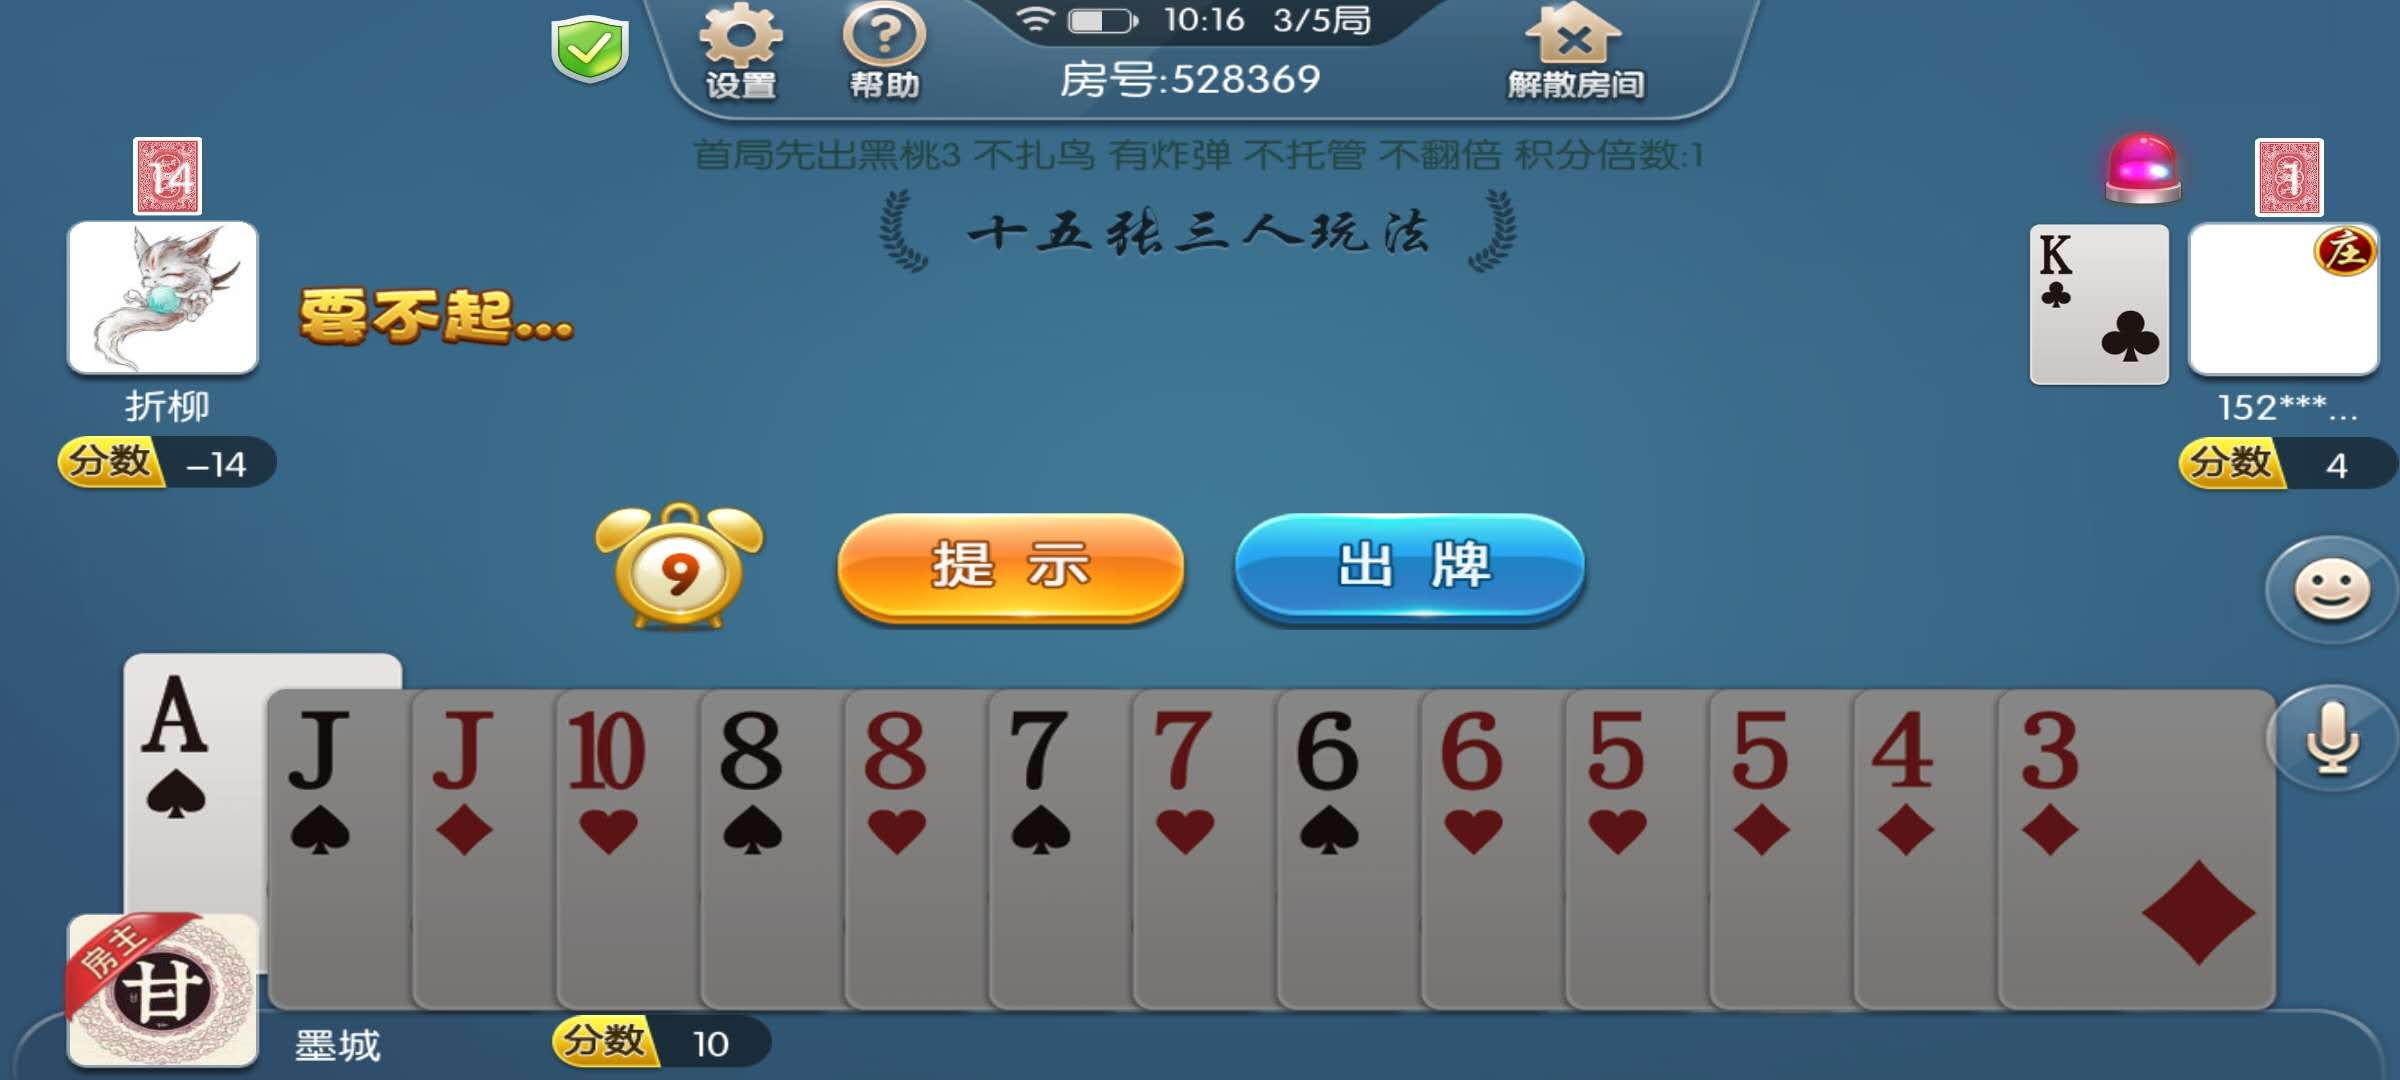 10:16 3/5局
设置
帮助
房号:528369
解散房间
首局先出黑桃3 不扎鸟 有炸弹 不托管 不翻倍 积分倍数:1
十五张三人玩法
14
1
K
庄
要不起...
折柳
152***...
分数 -14
分数 4
9
提示
出牌
A J J 10 8 8 7 7 6 6 5 5 4 3
房主
甘
墨城
分数 10